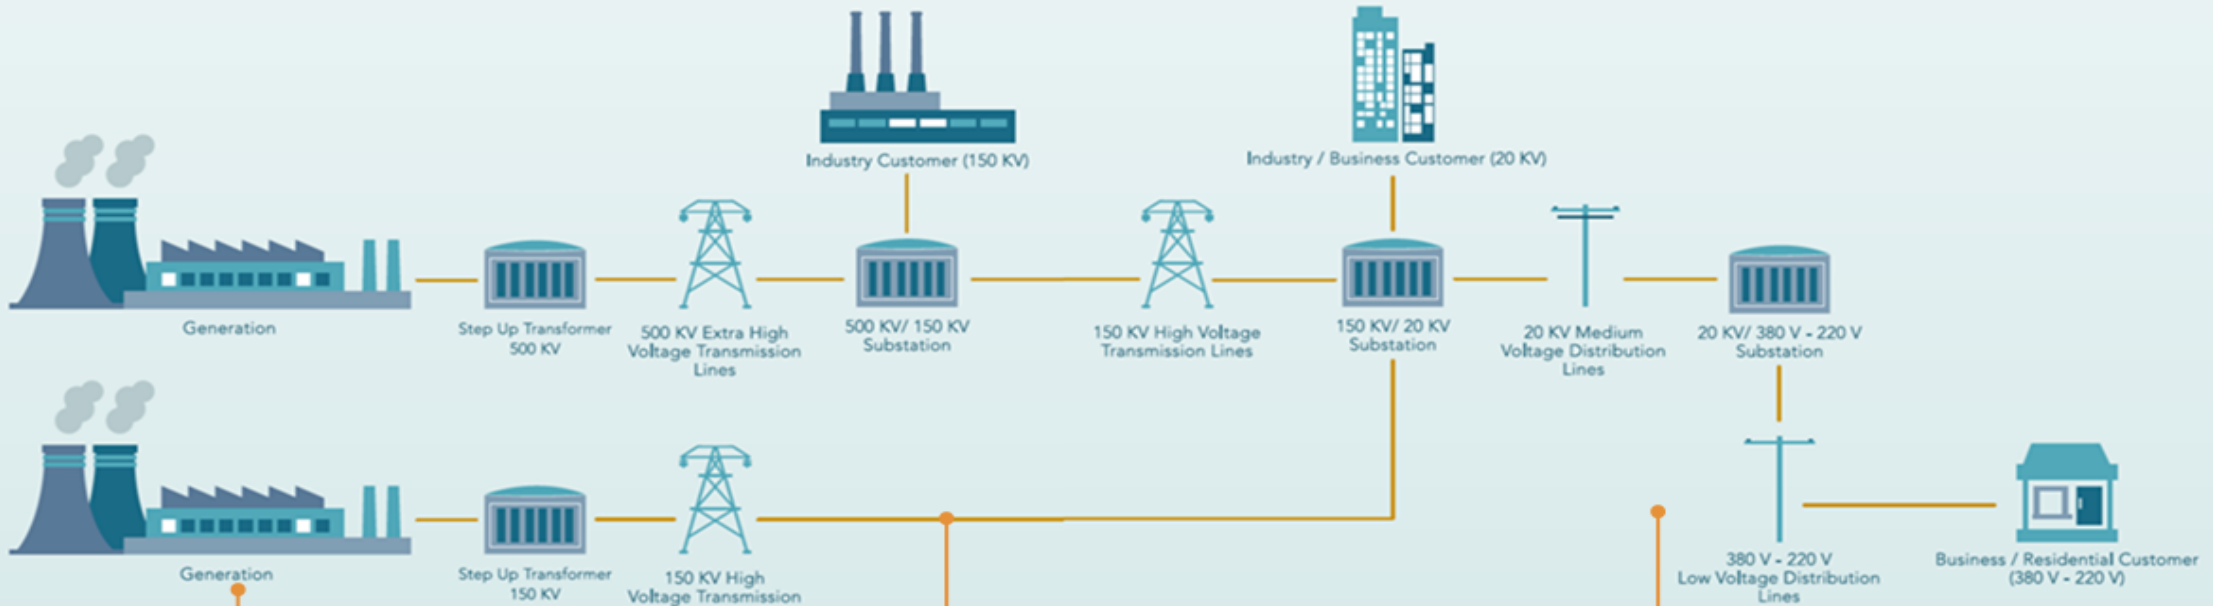 Industry Customer (150 KV)
Industry / Business Customer (20 KV)
Generation
Step Up Transformer
500 KV
500 KV Extra High
Voltage Transmission
Lines
500 KV/ 150 KV
Substation
150 KV High Voltage
Transmission Lines
150 KV/ 20 KV
Substation
20 KV Medium
Voltage Distribution
Lines
20 KV/ 380 V - 220 V
Substation
Generation
Step Up Transformer
150 KV
150 KV High
Voltage Transmission
380 V - 220 V
Low Voltage Distribution
Lines
Business / Residential Customer
(380 V - 220 V)